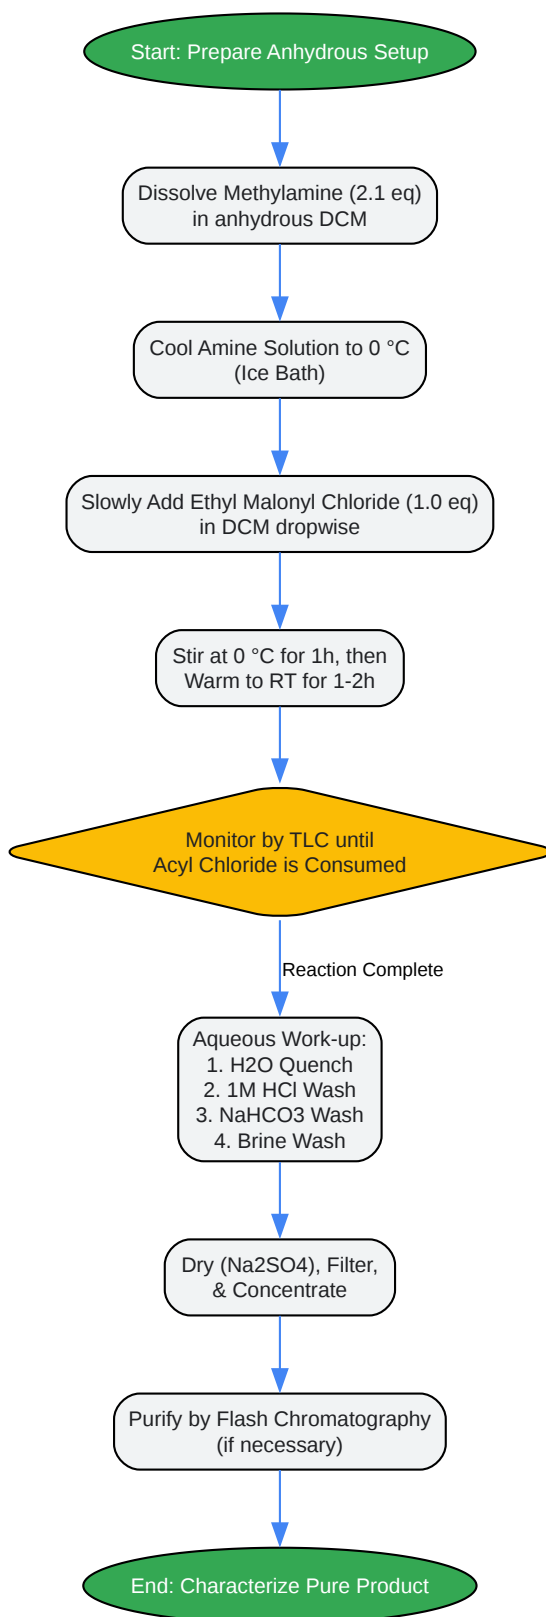 Start: Prepare Anhydrous Setup
Dissolve Methylamine (2.1 eq)
in anhydrous DCM
Cool Amine Solution to 0 °C
(Ice Bath)
Slowly Add Ethyl Malonyl Chloride (1.0 eq)
in DCM dropwise
Stir at 0 °C for 1h, then
Warm to RT for 1-2h
Monitor by TLC until
Acyl Chloride is Consumed
Reaction Complete
Aqueous Work-up:
1. H2O Quench
2. 1M HCl Wash
3. NaHCO3 Wash
4. Brine Wash
Dry (Na2SO4), Filter,
& Concentrate
Purify by Flash Chromatography
(if necessary)
End: Characterize Pure Product